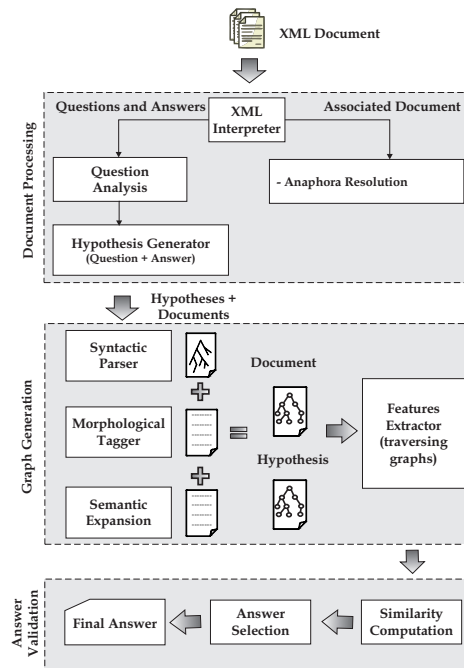 XML Document
Document Processing
Questions and Answers
XML
Interpreter
Associated Document
Question
Analysis
- Anaphora Resolution
Hypothesis Generator
(Question + Answer)
Hypotheses +
Documents
Graph Generation
Syntactic
Parser
Document
Morphological
Tagger
Hypothesis
Semantic
Expansion
Features
Extractor
(traversing
graphs)
Answer
Validation
Final Answer
Answer
Selection
Similarity
Computation